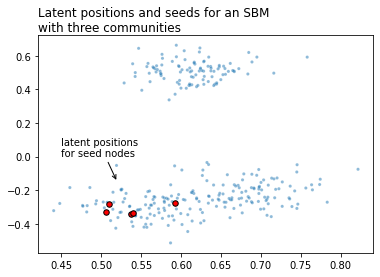 Latent positions and seeds for an SBM
with three communities
0.6
0.4
0.2
0.0
−0.2
−0.4
latent positions
for seed nodes
0.45 0.50 0.55 0.60 0.65 0.70 0.75 0.80